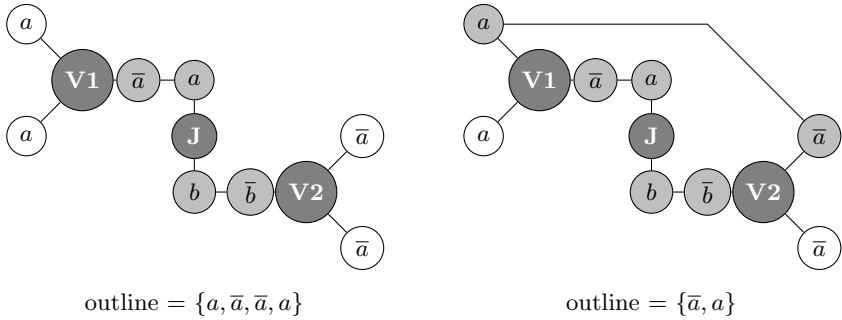 a a
V1 a̅ a V1 a̅ a
a J a̅ a J a̅
b b̅ V2 b b̅ V2
a̅ a̅
outline = {a, a̅, a̅, a} outline = {a̅, a}